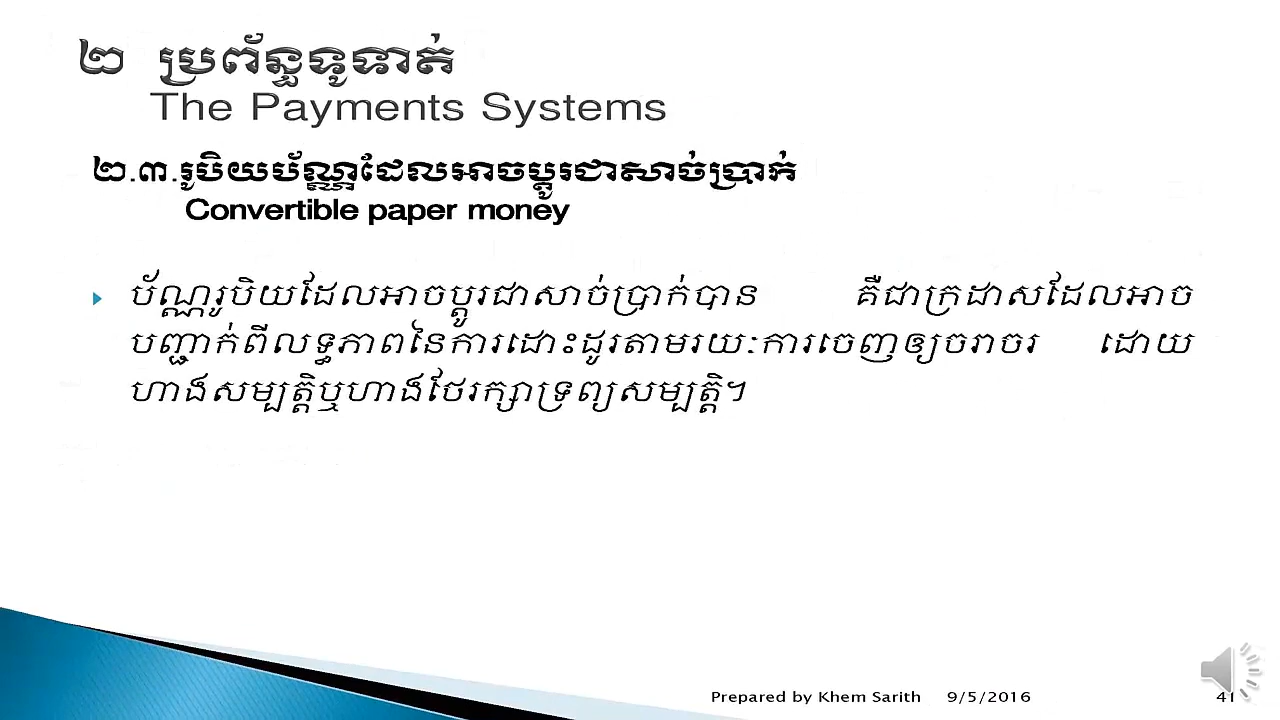 ២ ប្រព័ន្ធទូទាត់
The Payments Systems
២.៣.រូបិយប័ណ្ណដែលអាចប្តូរជាសាច់ប្រាក់
Convertible paper money
ប័ណ្ណរូបិយដែលអាចប្តូរជាសាច់ប្រាក់បាន គឺជាក្រដាសដែលអាច
បញ្ជាក់ពីលទ្ធភាពនៃការដោះដូរតាមរយៈការចេញឲ្យចរាចរ ដោយ
ហាងសម្បត្តិឬហាងថែរក្សាទ្រព្យសម្បត្តិ។
Prepared by Khem Sarith 9/5/2016 41